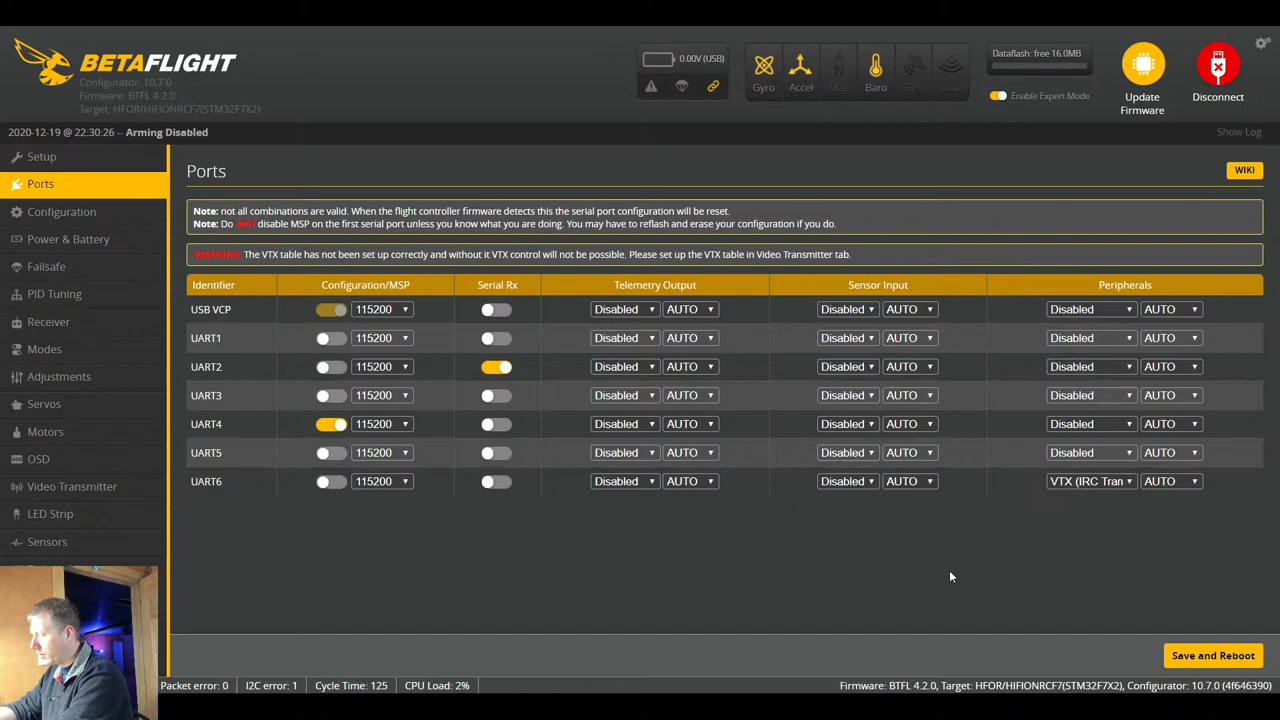 BETAFLIGHT
Configurator: 10.7.0
Firmware: BTFL 4.2.0
Target: HFOR/HIFIONRCF7(STM32F7X2)
0.00V (USB)
Gyro Accel Mag Baro GPS Sonar
Dataflash: free 16.0MB
Enable Expert Mode
Update Firmware
Disconnect
2020-12-19 @ 22:30:26 -- Arming Disabled
Show Log
Setup
Ports
Configuration
Power & Battery
Failsafe
PID Tuning
Receiver
Modes
Adjustments
Servos
Motors
OSD
Video Transmitter
LED Strip
Sensors
Ports
WIKI
Note: not all combinations are valid. When the flight controller firmware detects this the serial port configuration will be reset.
Note: Do NOT disable MSP on the first serial port unless you know what you are doing. You may have to reflash and erase your configuration if you do.
WARNING: The VTX table has not been set up correctly and without it VTX control will not be possible. Please set up the VTX table in Video Transmitter tab.
Identifier Configuration/MSP Serial Rx Telemetry Output Sensor Input Peripherals
USB VCP 115200 Disabled AUTO Disabled AUTO Disabled AUTO
UART1 115200 Disabled AUTO Disabled AUTO Disabled AUTO
UART2 115200 Disabled AUTO Disabled AUTO Disabled AUTO
UART3 115200 Disabled AUTO Disabled AUTO Disabled AUTO
UART4 115200 Disabled AUTO Disabled AUTO Disabled AUTO
UART5 115200 Disabled AUTO Disabled AUTO Disabled AUTO
UART6 115200 Disabled AUTO Disabled AUTO VTX (IRC Tran AUTO
Save and Reboot
Packet error: 0 I2C error: 1 Cycle Time: 125 CPU Load: 2%
Firmware: BTFL 4.2.0, Target: HFOR/HIFIONRCF7(STM32F7X2), Configurator: 10.7.0 (4f646390)